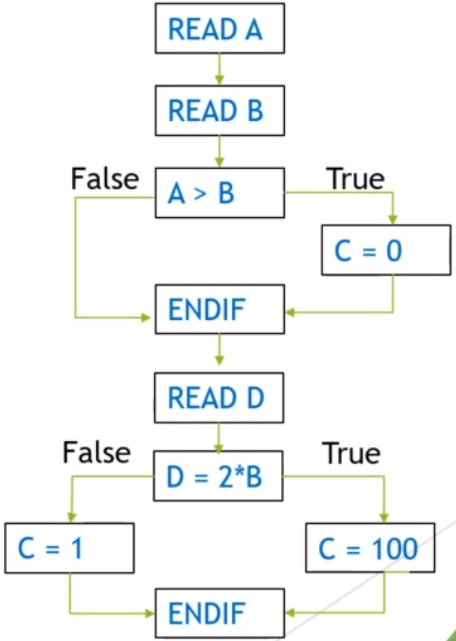 READ A
READ B
False
A > B
True
C = 0
ENDIF
READ D
False
D = 2*B
True
C = 1
C = 100
ENDIF